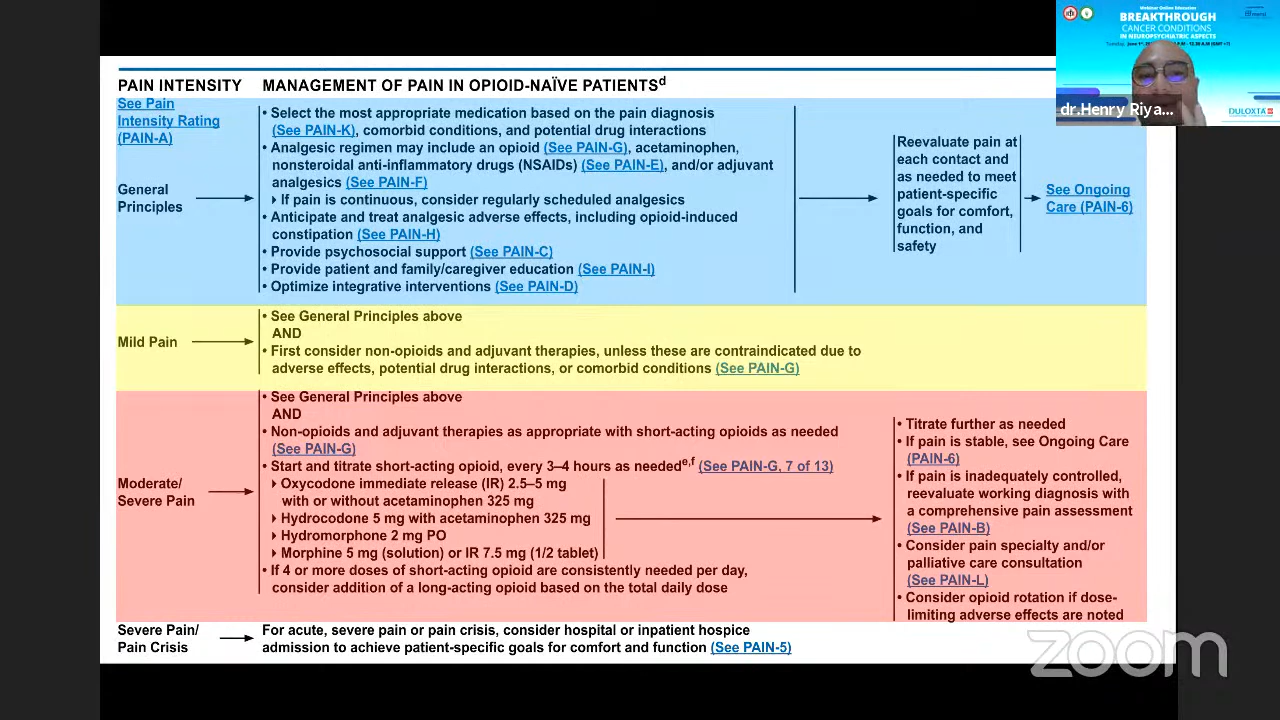 Webinar Online Education
BREAKTHROUGH
CANCER CONDITIONS
IN NEUROPSYCHIATRIC ASPECTS
dr.Henry Riya...
DULOXTA
PAIN INTENSITY
MANAGEMENT OF PAIN IN OPIOID-NAÏVE PATIENTSd
See Pain
Intensity Rating
(PAIN-A)
General
Principles
• Select the most appropriate medication based on the pain diagnosis
(See PAIN-K), comorbid conditions, and potential drug interactions
• Analgesic regimen may include an opioid (See PAIN-G), acetaminophen,
nonsteroidal anti-inflammatory drugs (NSAIDs) (See PAIN-E), and/or adjuvant
analgesics (See PAIN-F)
‣ If pain is continuous, consider regularly scheduled analgesics
• Anticipate and treat analgesic adverse effects, including opioid-induced
constipation (See PAIN-H)
• Provide psychosocial support (See PAIN-C)
• Provide patient and family/caregiver education (See PAIN-I)
• Optimize integrative interventions (See PAIN-D)
Reevaluate pain at
each contact and
as needed to meet
patient-specific
goals for comfort,
function, and
safety
See Ongoing
Care (PAIN-6)
Mild Pain
• See General Principles above
AND
• First consider non-opioids and adjuvant therapies, unless these are contraindicated due to
adverse effects, potential drug interactions, or comorbid conditions (See PAIN-G)
Moderate/
Severe Pain
• See General Principles above
AND
• Non-opioids and adjuvant therapies as appropriate with short-acting opioids as needed
(See PAIN-G)
• Start and titrate short-acting opioid, every 3–4 hours as needede,f (See PAIN-G, 7 of 13)
‣ Oxycodone immediate release (IR) 2.5–5 mg
with or without acetaminophen 325 mg
‣ Hydrocodone 5 mg with acetaminophen 325 mg
‣ Hydromorphone 2 mg PO
‣ Morphine 5 mg (solution) or IR 7.5 mg (1/2 tablet)
• If 4 or more doses of short-acting opioid are consistently needed per day,
consider addition of a long-acting opioid based on the total daily dose
• Titrate further as needed
• If pain is stable, see Ongoing Care
(PAIN-6)
• If pain is inadequately controlled,
reevaluate working diagnosis with
a comprehensive pain assessment
(See PAIN-B)
• Consider pain specialty and/or
palliative care consultation
(See PAIN-L)
• Consider opioid rotation if dose-
limiting adverse effects are noted
Severe Pain/
Pain Crisis
For acute, severe pain or pain crisis, consider hospital or inpatient hospice
admission to achieve patient-specific goals for comfort and function (See PAIN-5)
zoom